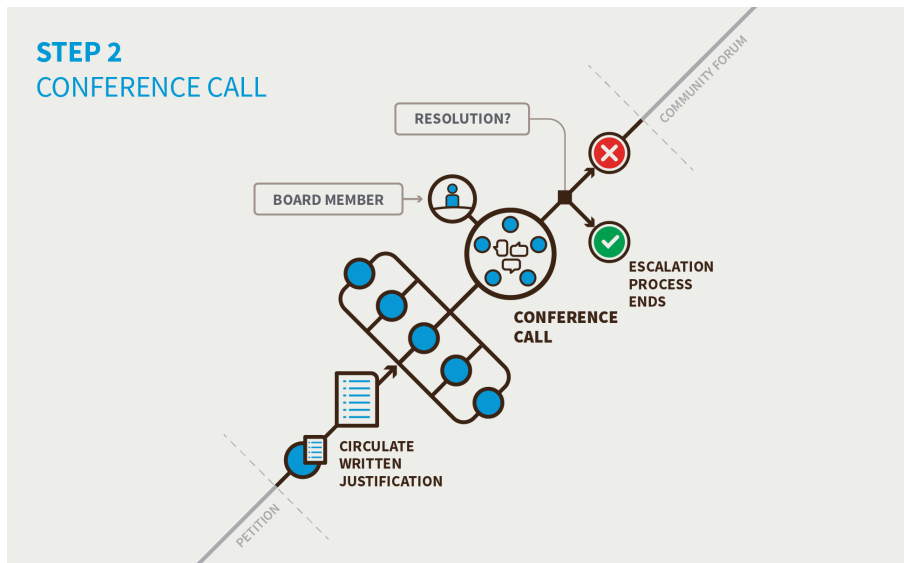 STEP 2
CONFERENCE CALL
COMMUNITY FORUM
RESOLUTION?
BOARD MEMBER
ESCALATION
PROCESS
ENDS
CONFERENCE
CALL
CIRCULATE
WRITTEN
JUSTIFICATION
PETITION